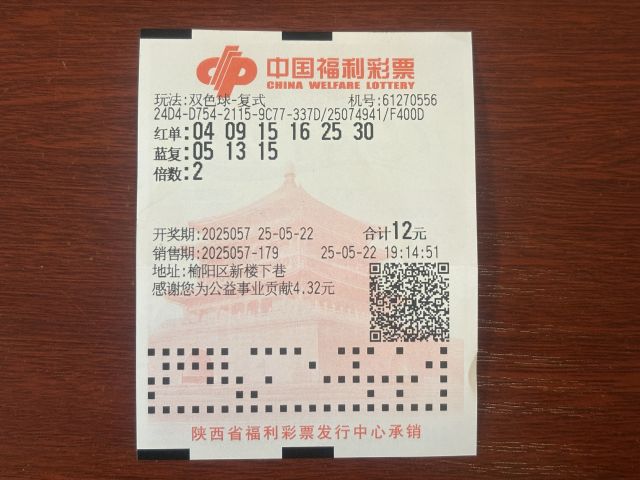 中国福利彩票
CHINA WELFARE LOTTERY
玩法:双色球-复式 机号:61270556
24D4-D754-2115-9C77-337D/25074941/F400D
红单:04 09 15 16 25 30
蓝复:05 13 15
倍数:2
开奖期:2025057 25-05-22 合计12元
销售期:2025057-179 25-05-22 19:14:51
地址:榆阳区新楼下巷
感谢您为公益事业贡献4.32元
陕西省福利彩票发行中心承销